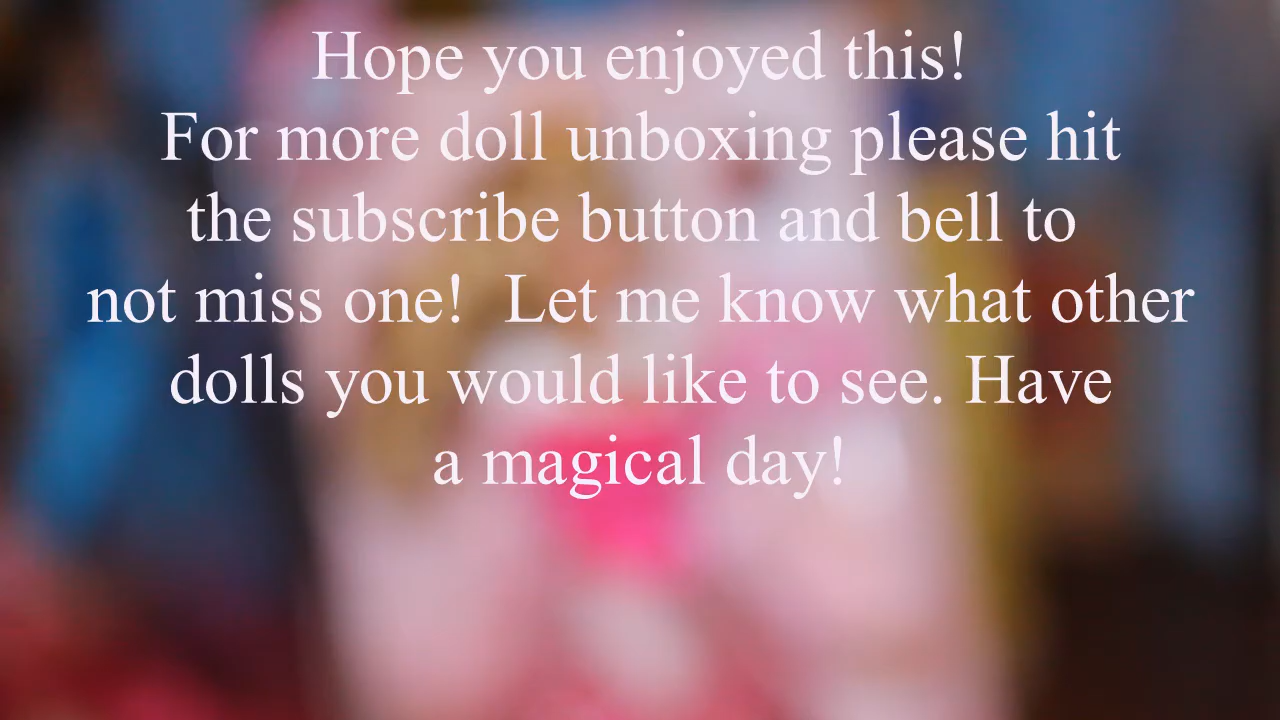 Hope you enjoyed this!
For more doll unboxing please hit
the subscribe button and bell to
not miss one!  Let me know what other
dolls you would like to see. Have
a magical day!